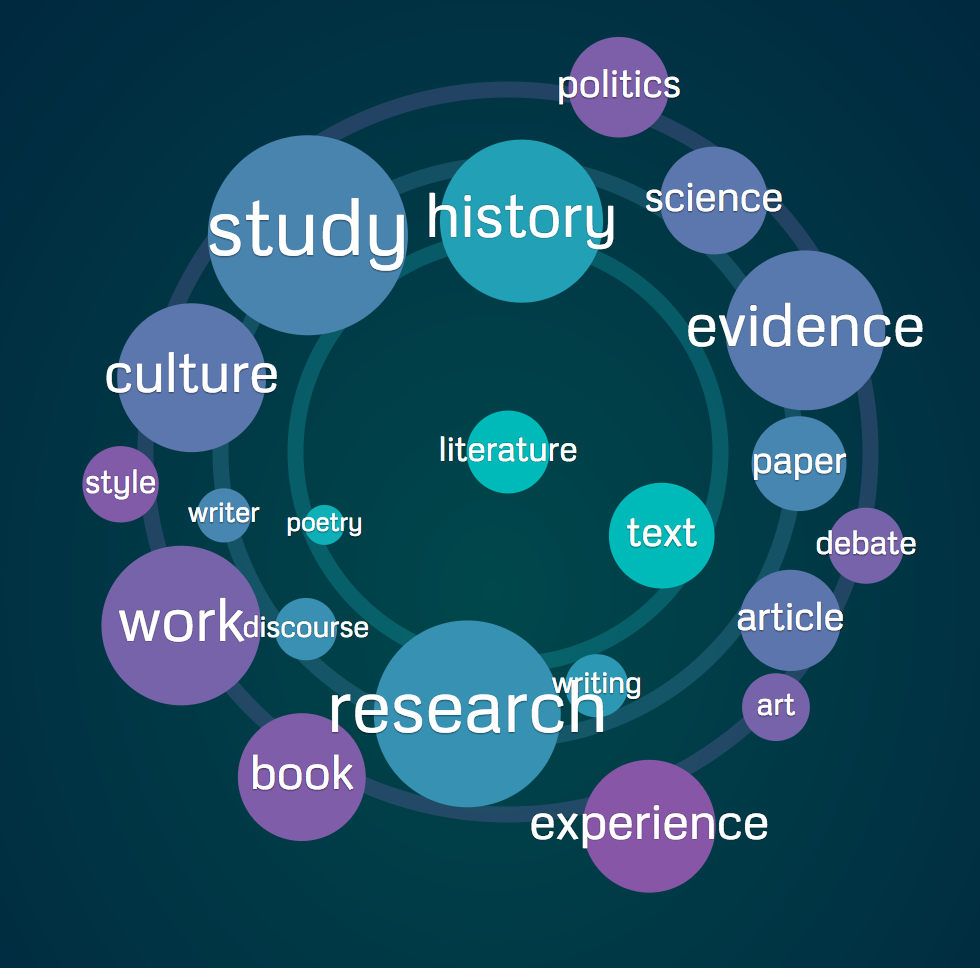 politics
science
study
history
evidence
culture
literature
paper
style
writer
poetry
text
debate
work
discourse
article
writing
research
art
book
experience